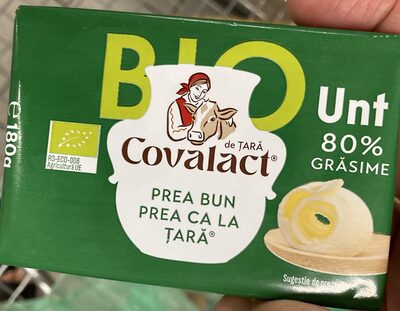 BIO
Unt
80%
GRĂSIME
de ȚARĂ
Covalact®
PREA BUN
PREA CA LA
ȚARĂ®
RO-ECO-008
Agricultură UE
e 180g
Sugestie de